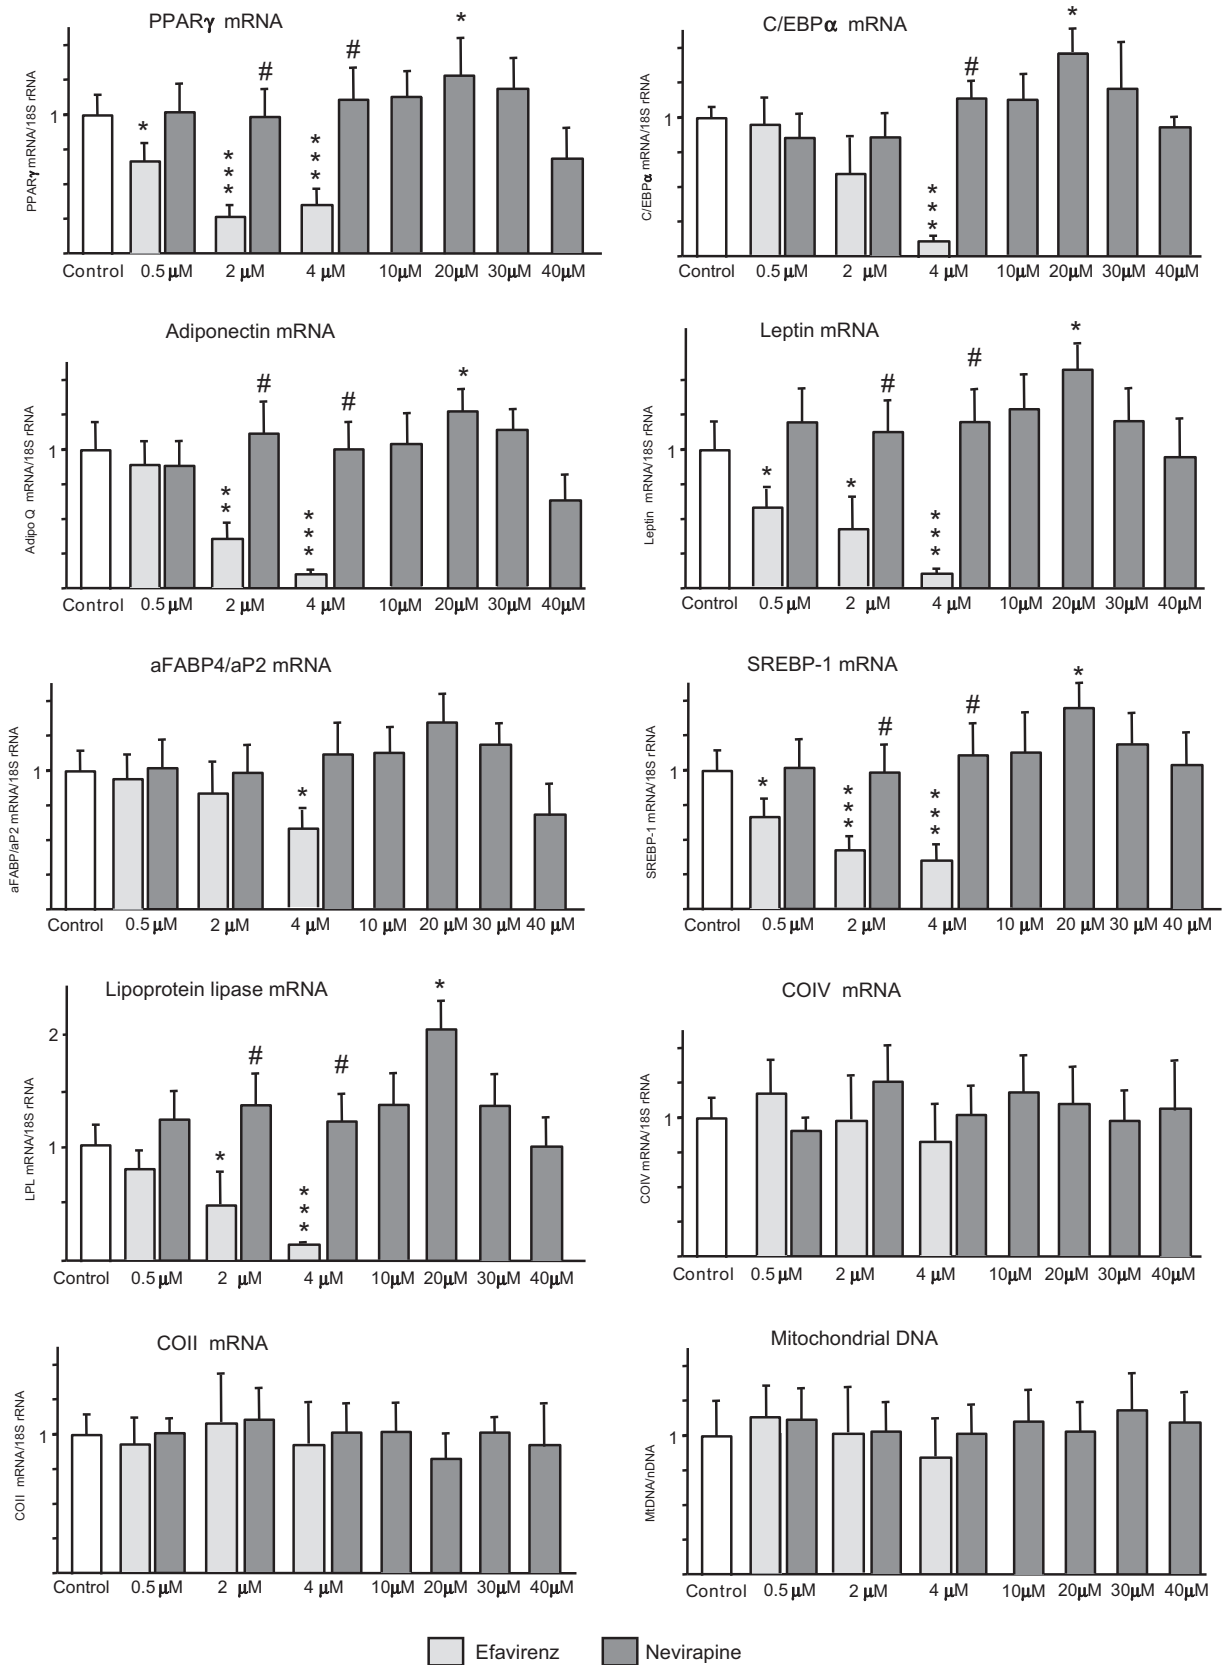 PPARγ mRNA
PPARγ mRNA/18S rRNA
1
*
***
#
***
#
*
Control 0.5 μM 2 μM 4 μM 10μM 20μM 30μM 40μM
C/EBPα mRNA
C/EBPα mRNA/18S rRNA
1
***
#
*
Control 0.5 μM 2 μM 4 μM 10μM 20μM 30μM 40μM
Adiponectin mRNA
Adipo Q mRNA/18S rRNA
1
**
#
***
#
*
Control 0.5 μM 2 μM 4 μM 10μM 20μM 30μM 40μM
Leptin mRNA
Leptin mRNA/18S rRNA
1
*
*
#
***
#
*
Control 0.5 μM 2 μM 4 μM 10μM 20μM 30μM 40μM
aFABP4/aP2 mRNA
aFABP/aP2 mRNA/18S rRNA
1
*
Control 0.5 μM 2 μM 4 μM 10 μM 20 μM 30 μM 40 μM
SREBP-1 mRNA
SREBP-1 mRNA/18S rRNA
1
*
***
#
***
#
*
Control 0.5 μM 2 μM 4 μM 10 μM 20 μM 30 μM 40 μM
Lipoprotein lipase mRNA
LPL mRNA/18S rRNA
2
1
*
#
***
#
*
Control 0.5 μM 2 μM 4 μM 10μM 20μM 30μM 40μM
COIV mRNA
COIV mRNA/18S rRNA
1
Control 0.5 μM 2 μM 4 μM 10μM 20μM 30μM 40μM
COII mRNA
COII mRNA/18S rRNA
1
Control 0.5 μM 2 μM 4 μM 10μM 20μM 30μM 40μM
Mitochondrial DNA
MtDNA/nDNA
1
Control 0.5 μM 2 μM 4 μM 10μM 20μM 30μM 40μM
Efavirenz Nevirapine